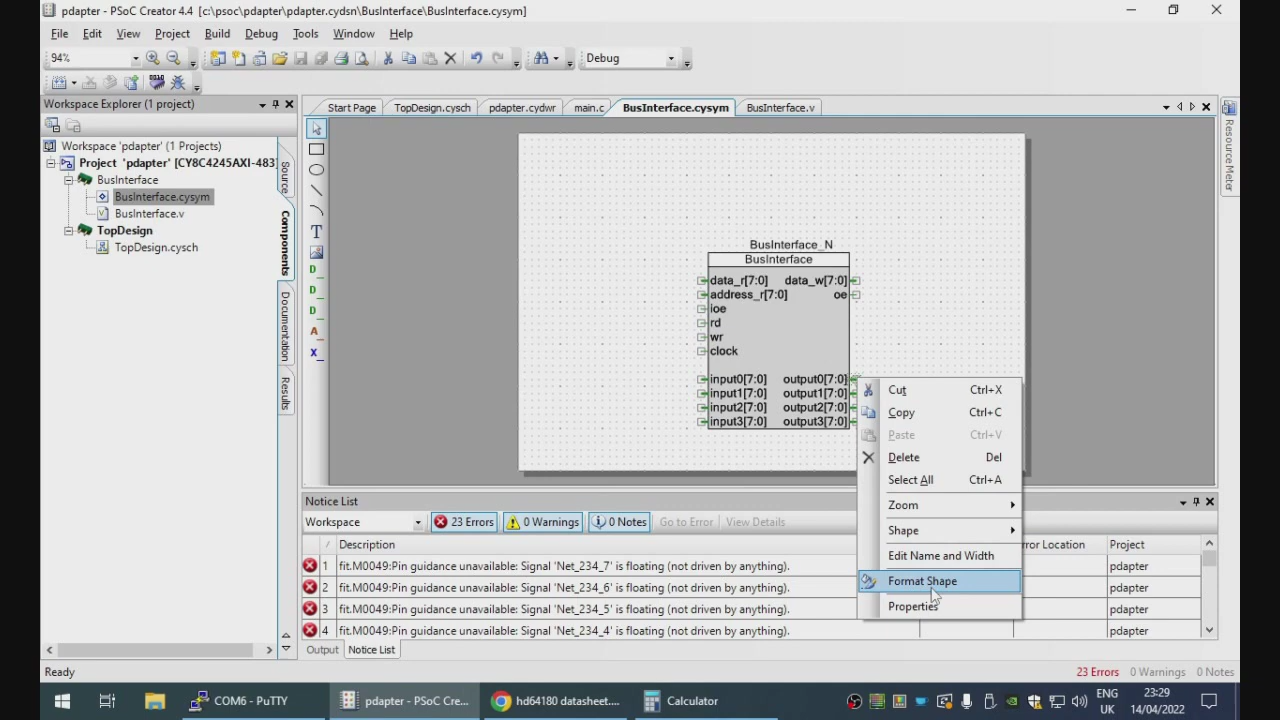 pdapter - PSoC Creator 4.4 [c:\psoc\pdapter\pdapter.cydsn\BusInterface\BusInterface.cysym]
File Edit View Project Build Debug Tools Window Help
94% Debug
Workspace Explorer (1 project)
Start Page TopDesign.cysch pdapter.cydwr main.c BusInterface.cysym BusInterface.v
Workspace 'pdapter' (1 Projects)
Project 'pdapter' [CY8C4245AXI-483]
BusInterface
BusInterface.cysym
BusInterface.v
TopDesign
TopDesign.cysch
Source
Components
Documentation
Results
T
D
D
D
A
X
Resource Meter
BusInterface_N
BusInterface
data_r[7:0] data_w[7:0]
address_r[7:0] oe
ioe
rd
wr
clock
input0[7:0] output0[7:0]
input1[7:0] output1[7:0]
input2[7:0] output2[7:0]
input3[7:0] output3[7:0]
Cut Ctrl+X
Copy Ctrl+C
Paste Ctrl+V
Delete Del
Select All Ctrl+A
Zoom
Shape
Edit Name and Width
Format Shape
Properties
Notice List
Workspace 23 Errors 0 Warnings 0 Notes Go to Error View Details
Description Error Location Project
1 fit.M0049:Pin guidance unavailable: Signal 'Net_234_7' is floating (not driven by anything). pdapter
2 fit.M0049:Pin guidance unavailable: Signal 'Net_234_6' is floating (not driven by anything). pdapter
3 fit.M0049:Pin guidance unavailable: Signal 'Net_234_5' is floating (not driven by anything). pdapter
4 fit.M0049:Pin guidance unavailable: Signal 'Net_234_4' is floating (not driven by anything). pdapter
Output Notice List
Ready 23 Errors 0 Warnings 0 Notes
COM6 - PuTTY pdapter - PSoC Cre... hd64180 datasheet... Calculator
ENG
UK
23:29
14/04/2022